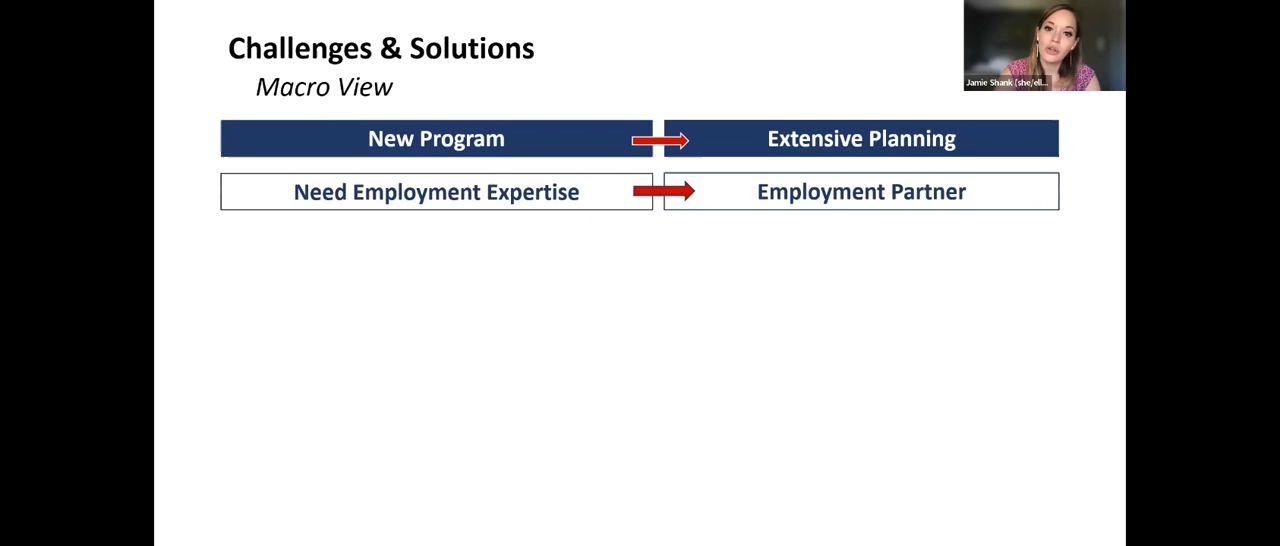 Challenges & Solutions
Macro View
Jamie Shank (she/ell...
New Program
Extensive Planning
Need Employment Expertise
Employment Partner